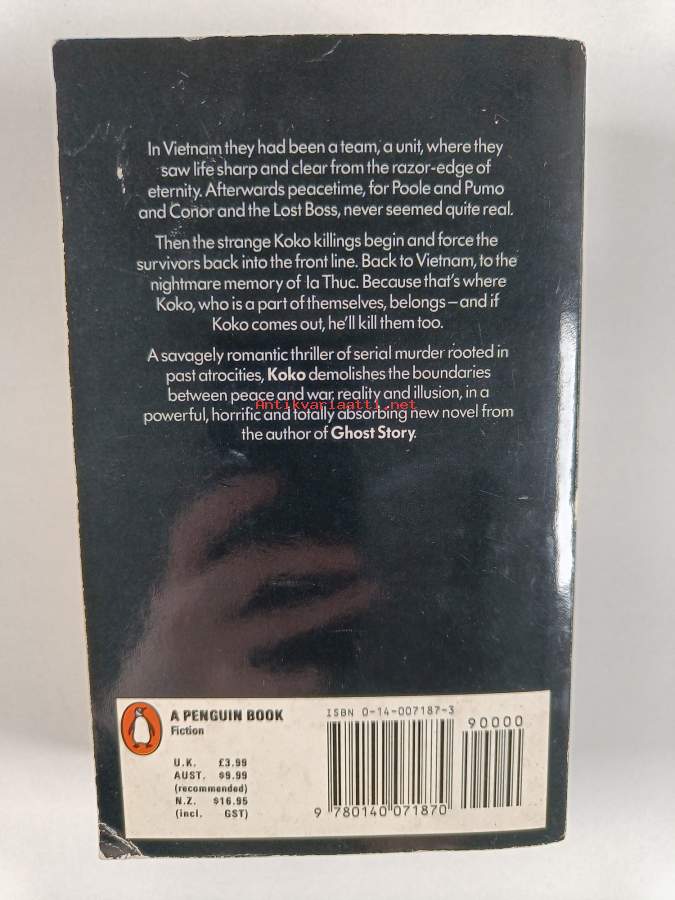 In Vietnam they had been a team, a unit, where they
saw life sharp and clear from the razor-edge of
eternity. Afterwards peacetime, for Poole and Pumo
and Conor and the Lost Boss, never seemed quite real.
Then the strange Koko killings begin and force the
survivors back into the front line. Back to Vietnam, to the
nightmare memory of Ia Thuc. Because that's where
Koko, who is a part of themselves, belongs – and if
Koko comes out, he'll kill them too.
A savagely romantic thriller of serial murder rooted in
past atrocities, Koko demolishes the boundaries
between peace and war, reality and illusion, in a
Antikvariaatti.net
powerful, horrific and totally absorbing new novel from
the author of Ghost Story.
A PENGUIN BOOK
Fiction
U.K. £3.99
AUST. $9.99
(recommended)
N.Z. $16.95
(incl. GST)
ISBN 0-14-007187-3
90000
9 780140 071870